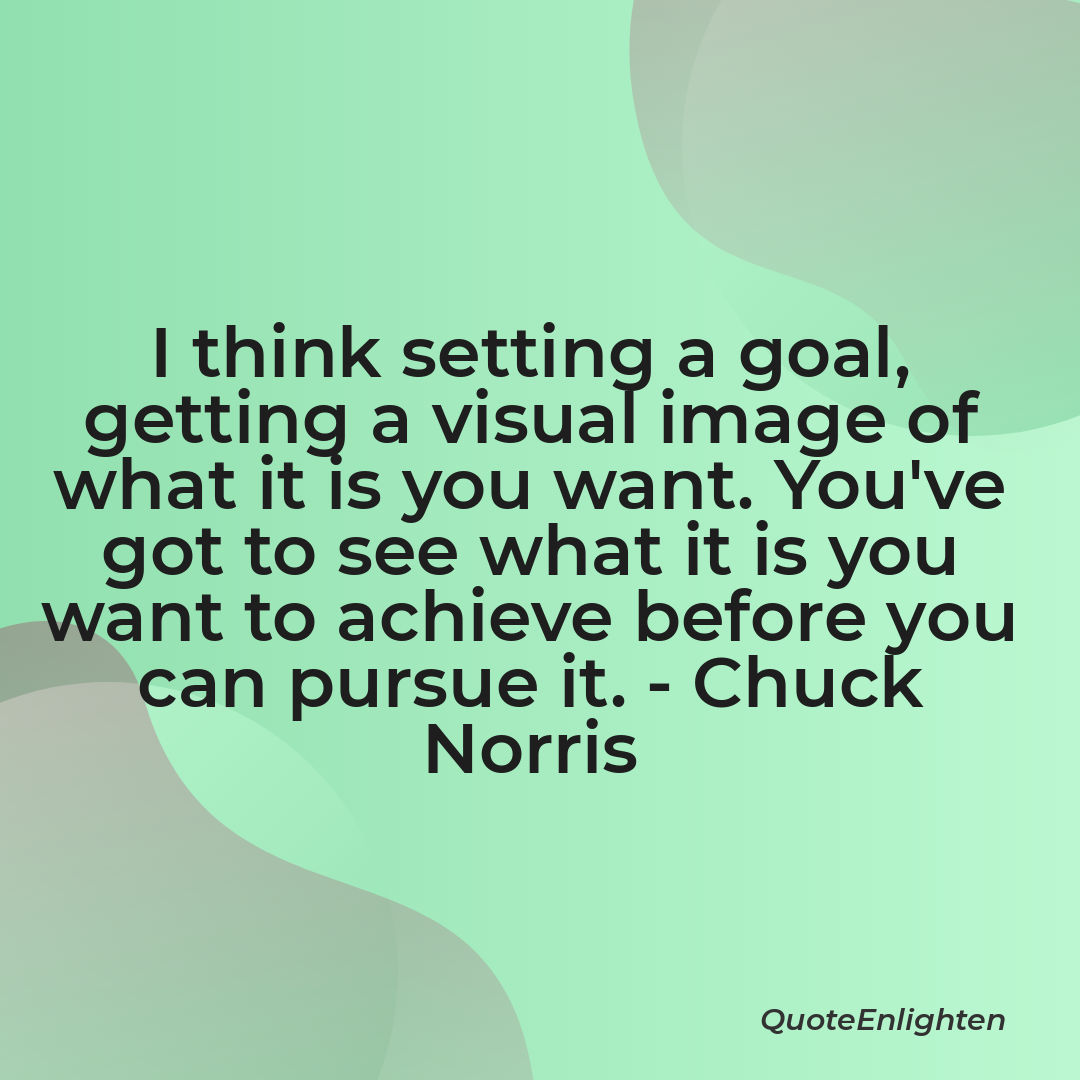 I think setting a goal,
getting a visual image of
what it is you want. You've
got to see what it is you
want to achieve before you
can pursue it. - Chuck
Norris
QuoteEnlighten